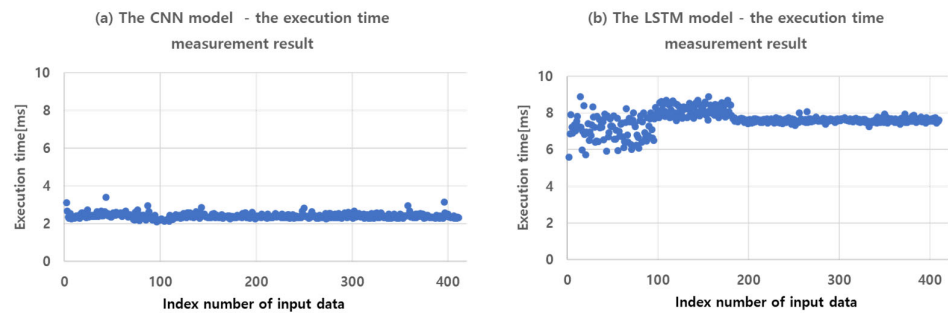 (a) The CNN model - the execution time
measurement result
10
8
6
4
2
0
Execution time[ms]
0 100 200 300 400
Index number of input data
(b) The LSTM model - the execution time
measurement result
10
8
6
4
2
0
Execution time[ms]
0 100 200 300 400
Index number of input data